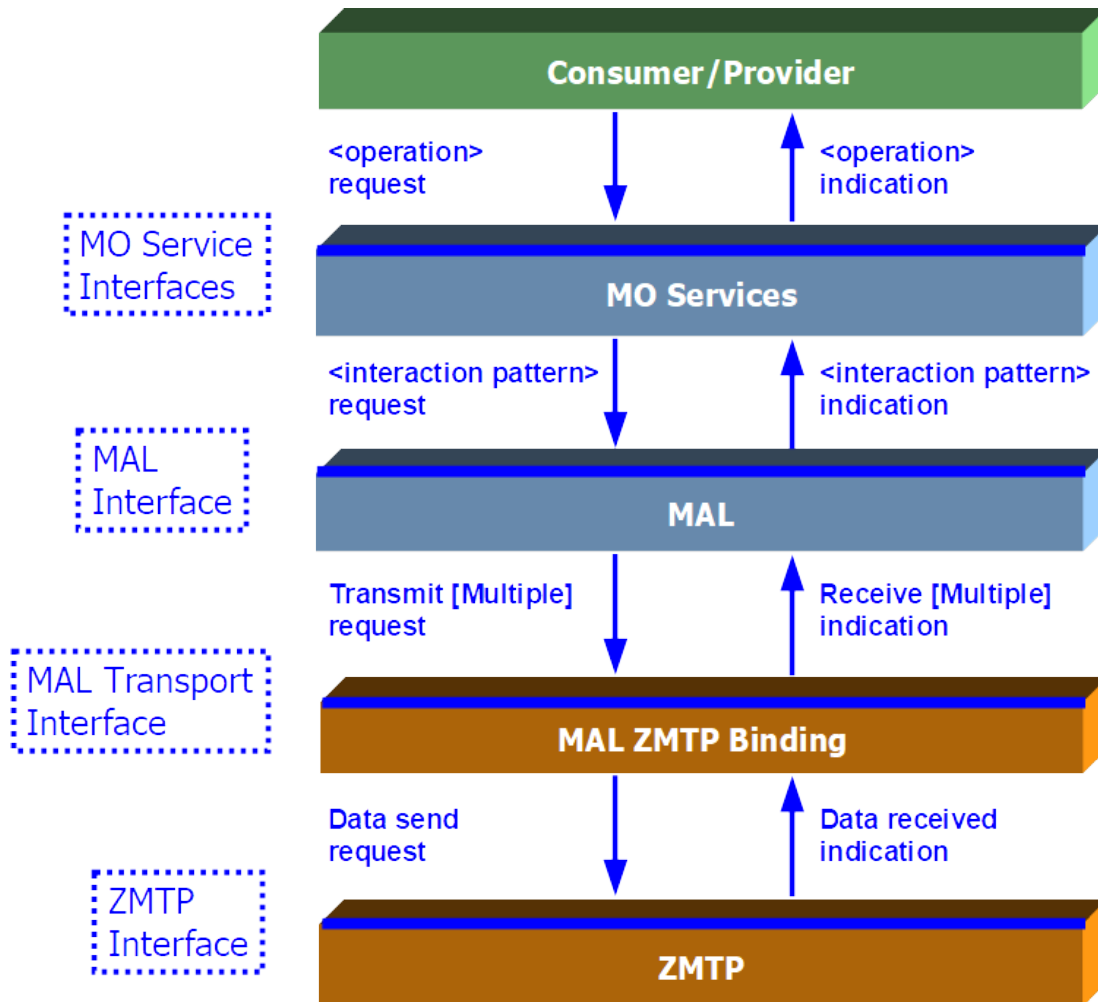 Consumer/Provider
<operation>
request
<operation>
indication
MO Service
Interfaces
MO Services
<interaction pattern>
request
<interaction pattern>
indication
MAL
Interface
MAL
Transmit [Multiple]
request
Receive [Multiple]
indication
MAL Transport
Interface
MAL ZMTP Binding
Data send
request
Data received
indication
ZMTP
Interface
ZMTP